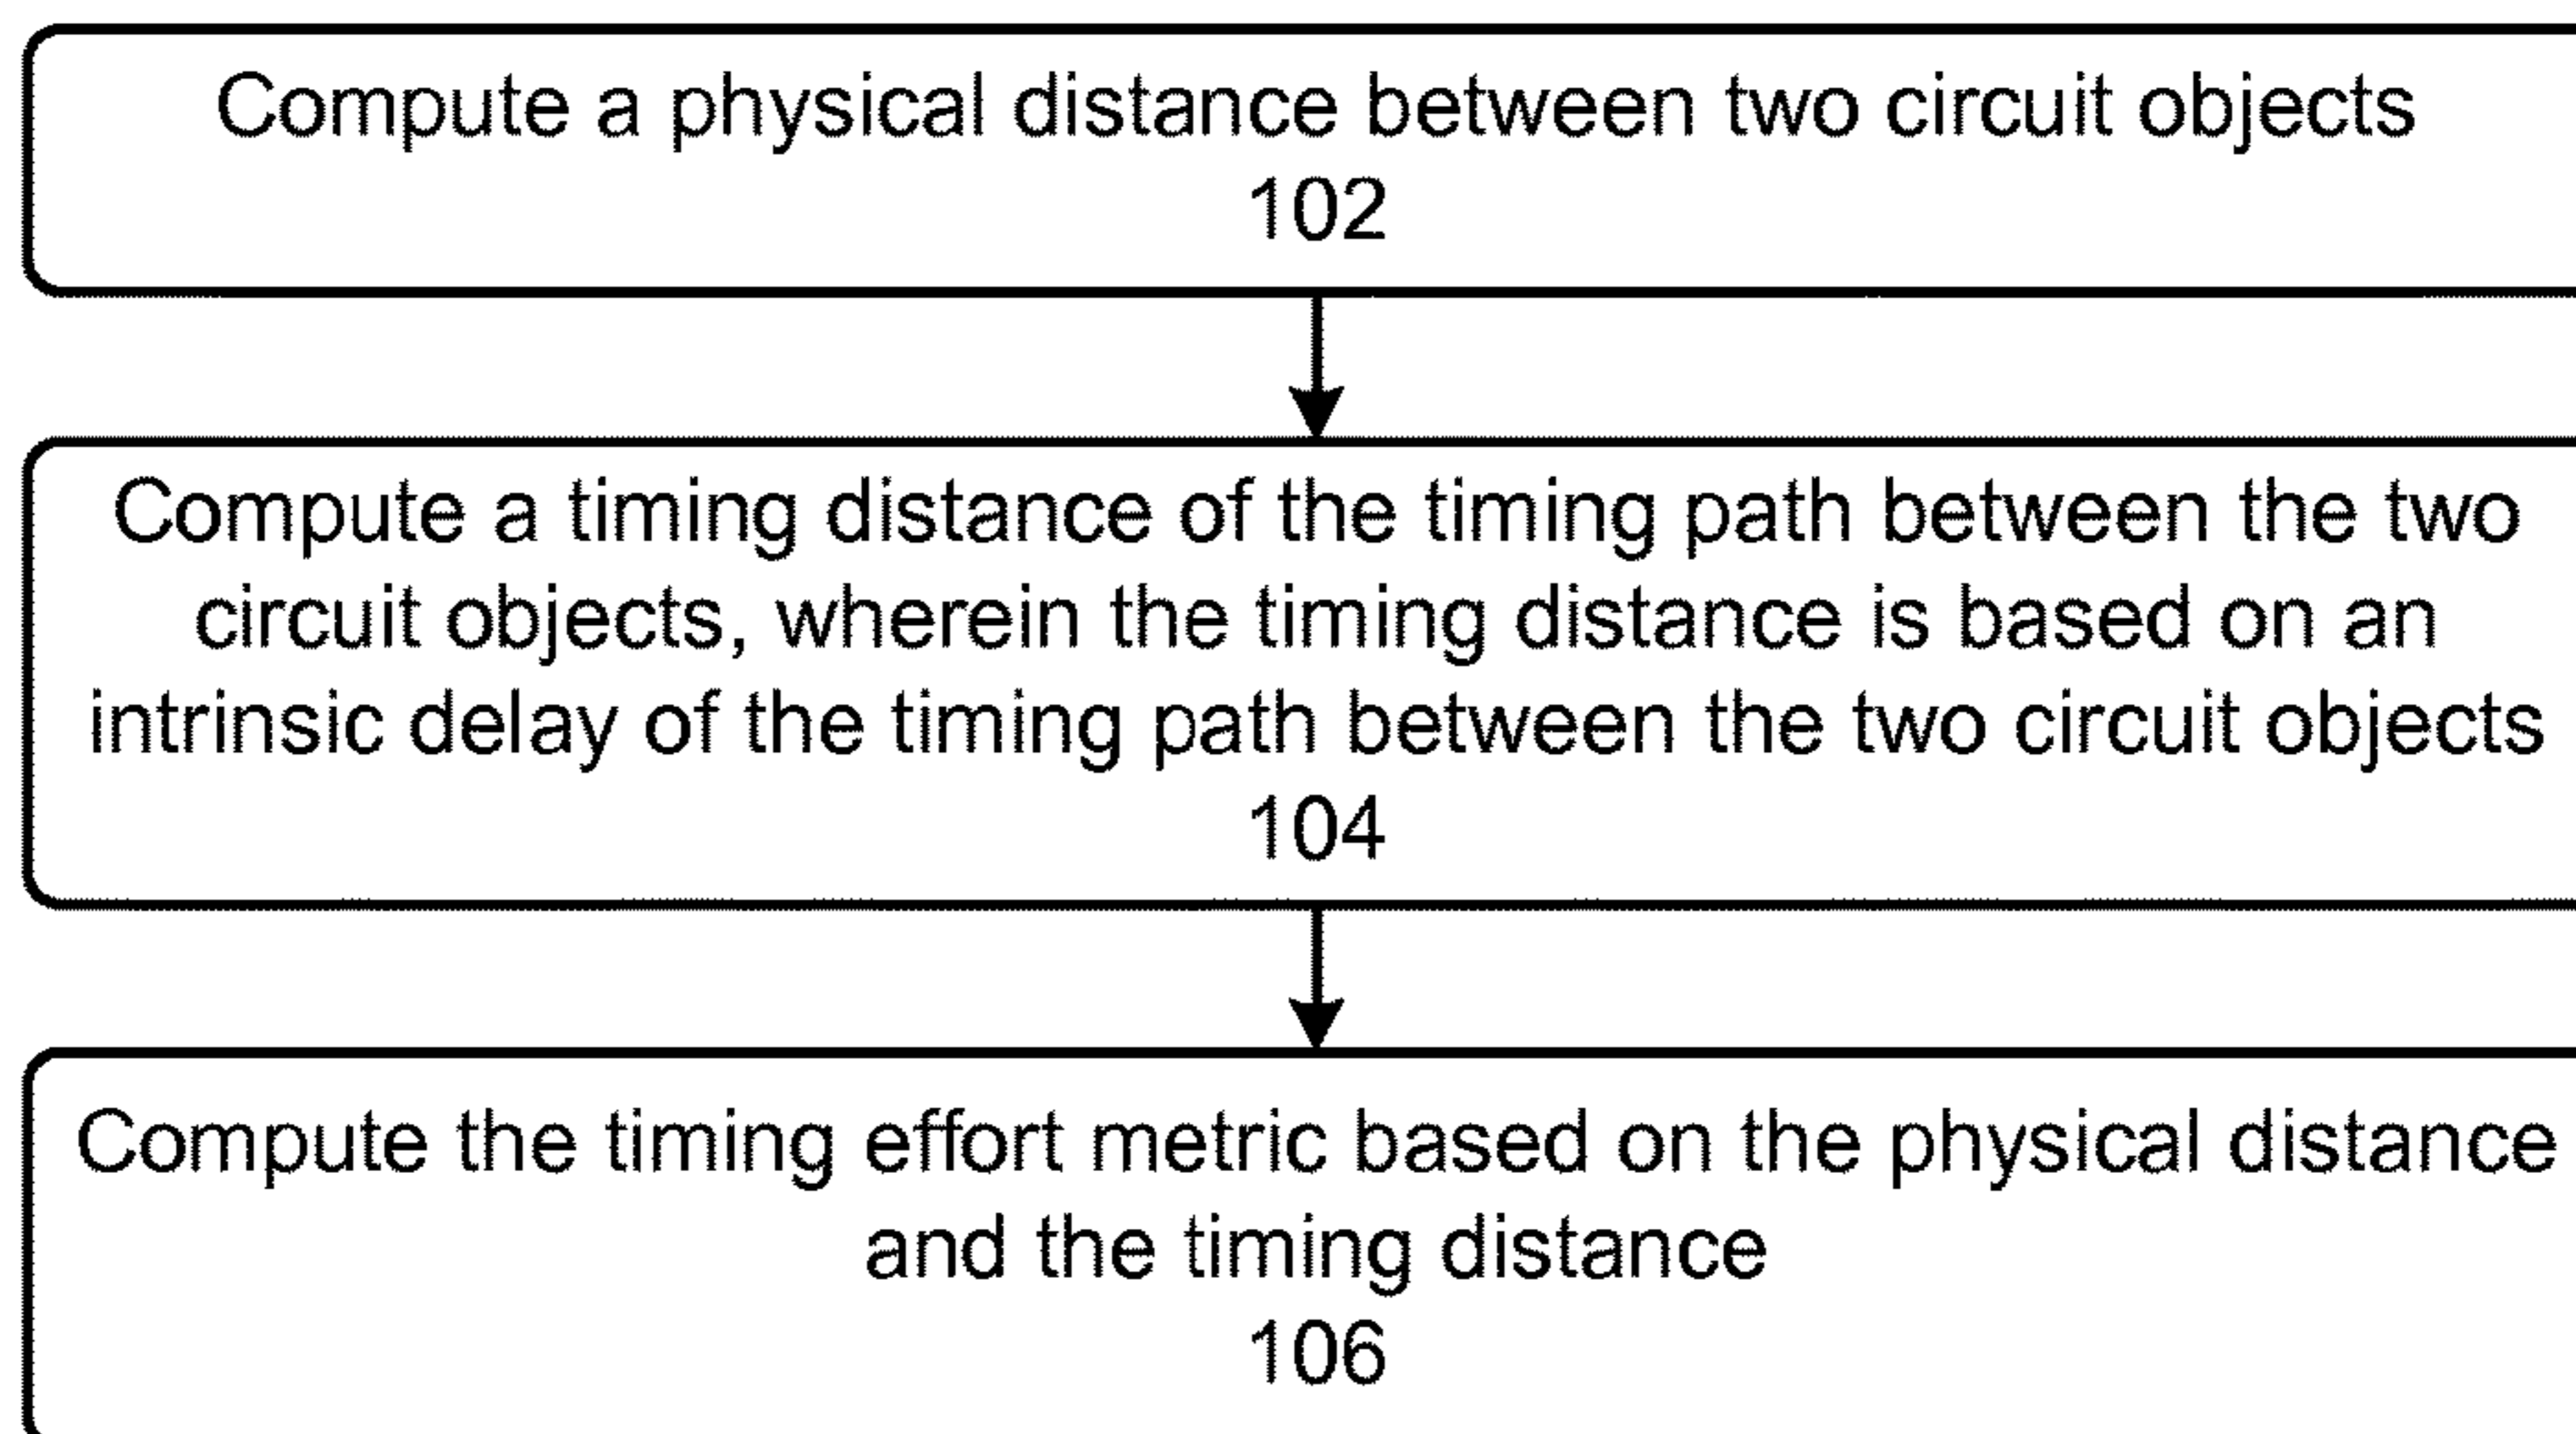 Compute a physical distance between two circuit objects
102
Compute a timing distance of the timing path between the two
circuit objects, wherein the timing distance is based on an
intrinsic delay of the timing path between the two circuit objects
104
Compute the timing effort metric based on the physical distance
and the timing distance
106